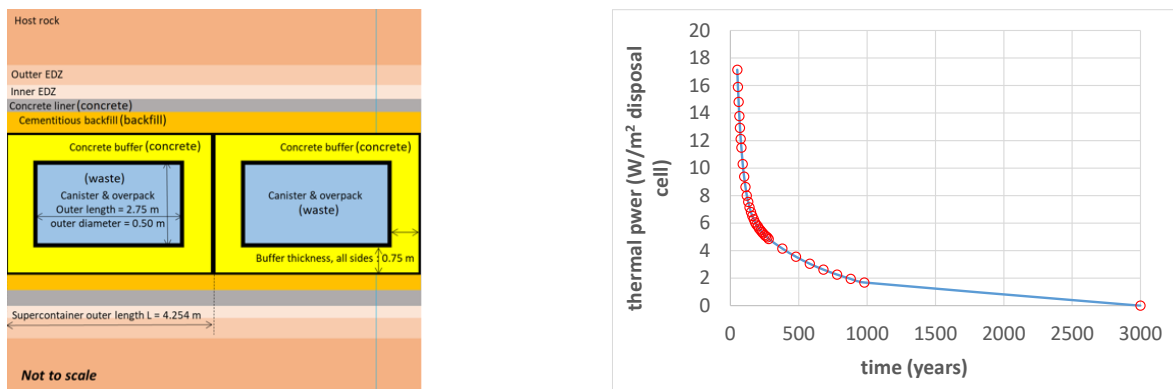 Host rock
Outter EDZ
Inner EDZ
Concrete liner (concrete)
Cementitious backfill (backfill)
Concrete buffer (concrete)
Concrete buffer (concrete)
(waste)
Canister & overpack
Outer length = 2.75 m
outer diameter = 0.50 m
Canister & overpack
(waste)
Buffer thickness, all sides : 0.75 m
Supercontainer outer length L = 4.254 m
Not to scale
thermal pwer (W/m² disposal
cell)
20
18
16
14
12
10
8
6
4
2
0
0 500 1000 1500 2000 2500 3000
time (years)